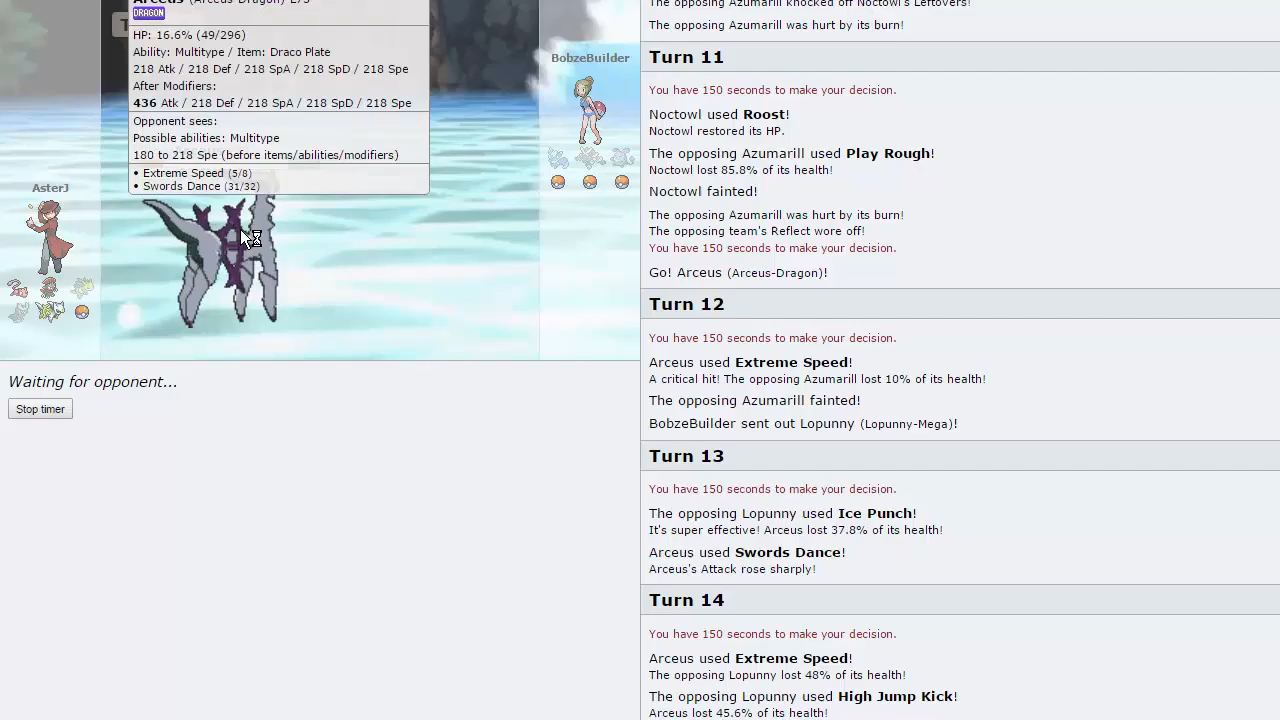 Arceus (Arceus-Dragon)
DRAGON
HP: 16.6% (49/296)
Ability: Multitype / Item: Draco Plate
218 Atk / 218 Def / 218 SpA / 218 SpD / 218 Spe
After Modifiers:
436 Atk / 218 Def / 218 SpA / 218 SpD / 218 Spe
Opponent sees:
Possible abilities: Multitype
180 to 218 Spe (before items/abilities/modifiers)
• Extreme Speed (5/8)
• Swords Dance (31/32)
T
BobzeBuilder
AsterJ
Waiting for opponent...
Stop timer
The opposing Azumarill knocked off Noctowl's Leftovers!
The opposing Azumarill was hurt by its burn!
Turn 11
You have 150 seconds to make your decision.
Noctowl used Roost!
Noctowl restored its HP.
The opposing Azumarill used Play Rough!
Noctowl lost 85.8% of its health!
Noctowl fainted!
The opposing Azumarill was hurt by its burn!
The opposing team's Reflect wore off!
You have 150 seconds to make your decision.
Go! Arceus (Arceus-Dragon)!
Turn 12
You have 150 seconds to make your decision.
Arceus used Extreme Speed!
A critical hit! The opposing Azumarill lost 10% of its health!
The opposing Azumarill fainted!
BobzeBuilder sent out Lopunny (Lopunny-Mega)!
Turn 13
You have 150 seconds to make your decision.
The opposing Lopunny used Ice Punch!
It's super effective! Arceus lost 37.8% of its health!
Arceus used Swords Dance!
Arceus's Attack rose sharply!
Turn 14
You have 150 seconds to make your decision.
Arceus used Extreme Speed!
The opposing Lopunny lost 48% of its health!
The opposing Lopunny used High Jump Kick!
Arceus lost 45.6% of its health!